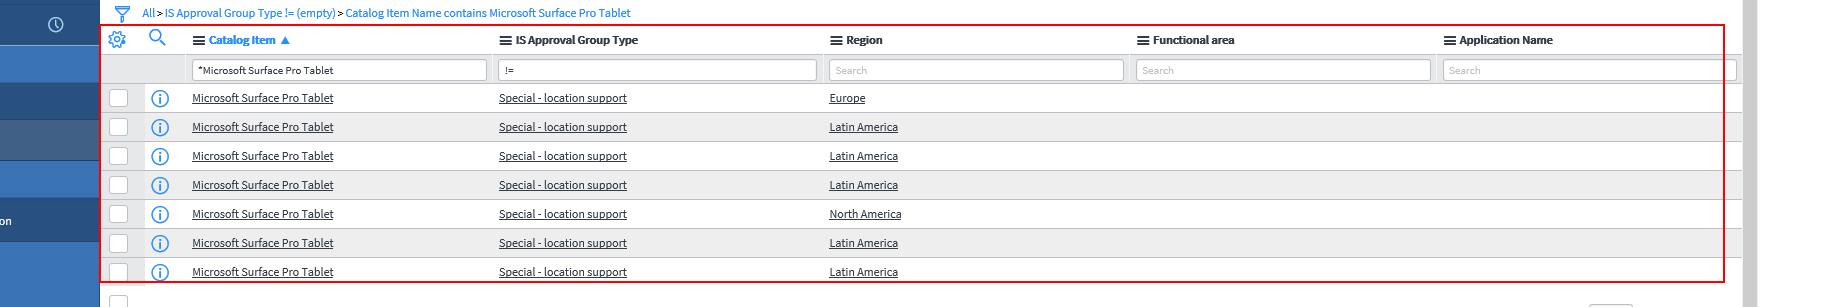 All > IS Approval Group Type != (empty) > Catalog Item Name contains Microsoft Surface Pro Tablet
Catalog Item IS Approval Group Type Region Functional area Application Name
*Microsoft Surface Pro Tablet != Search Search Search
Microsoft Surface Pro Tablet Special - location support Europe
Microsoft Surface Pro Tablet Special - location support Latin America
Microsoft Surface Pro Tablet Special - location support Latin America
Microsoft Surface Pro Tablet Special - location support Latin America
Microsoft Surface Pro Tablet Special - location support North America
on
Microsoft Surface Pro Tablet Special - location support Latin America
Microsoft Surface Pro Tablet Special - location support Latin America